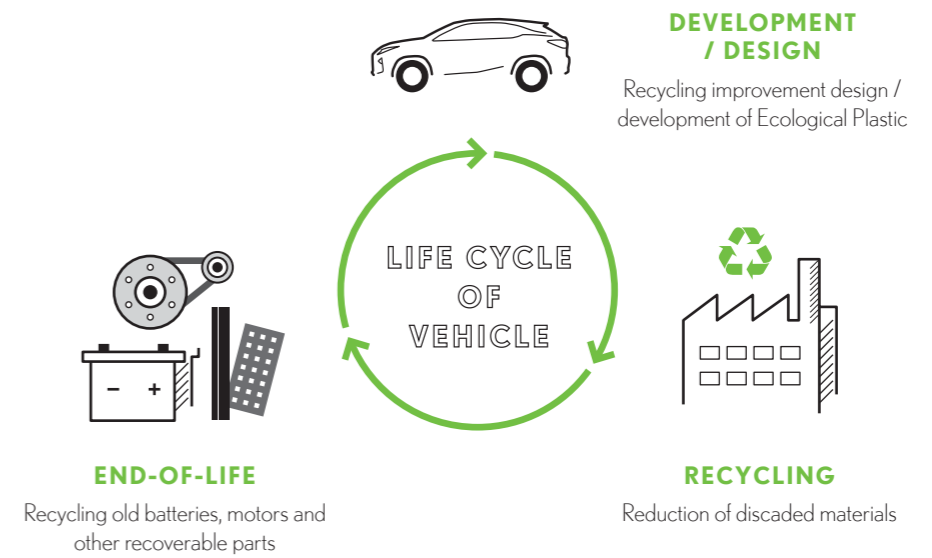 DEVELOPMENT
/ DESIGN
Recycling improvement design /
development of Ecological Plastic
LIFE CYCLE
OF
VEHICLE
END-OF-LIFE
Recycling old batteries, motors and
other recoverable parts
RECYCLING
Reduction of discaded materials